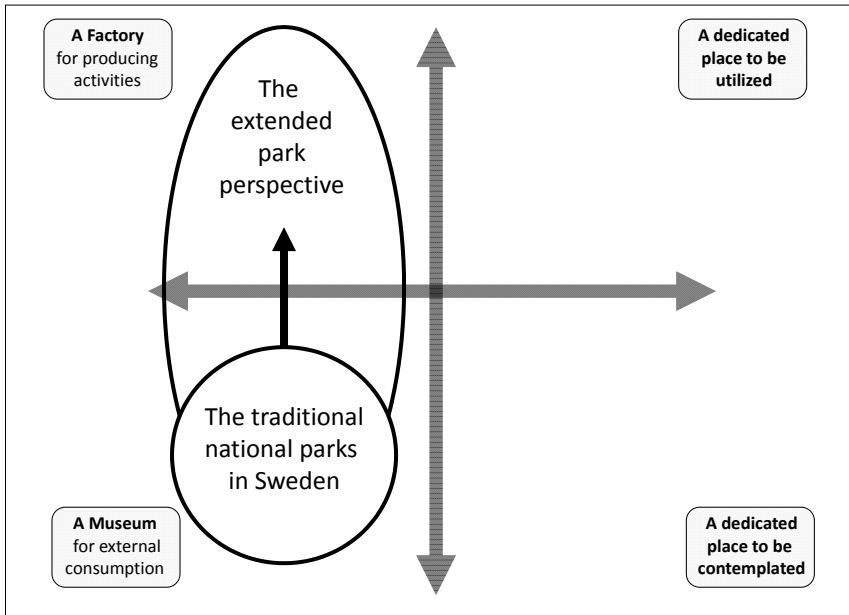 A Factory
for producing
activities
A dedicated
place to be
utilized
The
extended
park
perspective
The traditional
national parks
in Sweden
A Museum
for external
consumption
A dedicated
place to be
contemplated